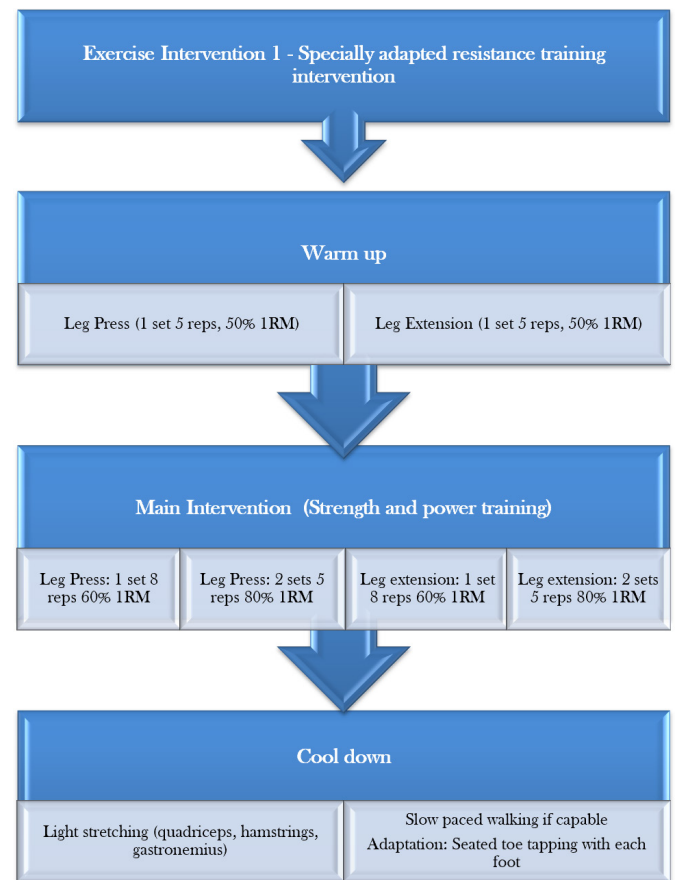 Exercise Intervention 1 - Specially adapted resistance training
intervention
Warm up
Leg Press (1 set 5 reps, 50% 1RM)
Leg Extension (1 set 5 reps, 50% 1RM)
Main Intervention (Strength and power training)
Leg Press: 1 set 8
reps 60% 1RM
Leg Press: 2 sets 5
reps 80% 1RM
Leg extension: 1 set
8 reps 60% 1RM
Leg extension: 2 sets
5 reps 80% 1RM
Cool down
Light stretching (quadriceps, hamstrings,
gastronemius)
Slow paced walking if capable
Adaptation: Seated toe tapping with each
foot